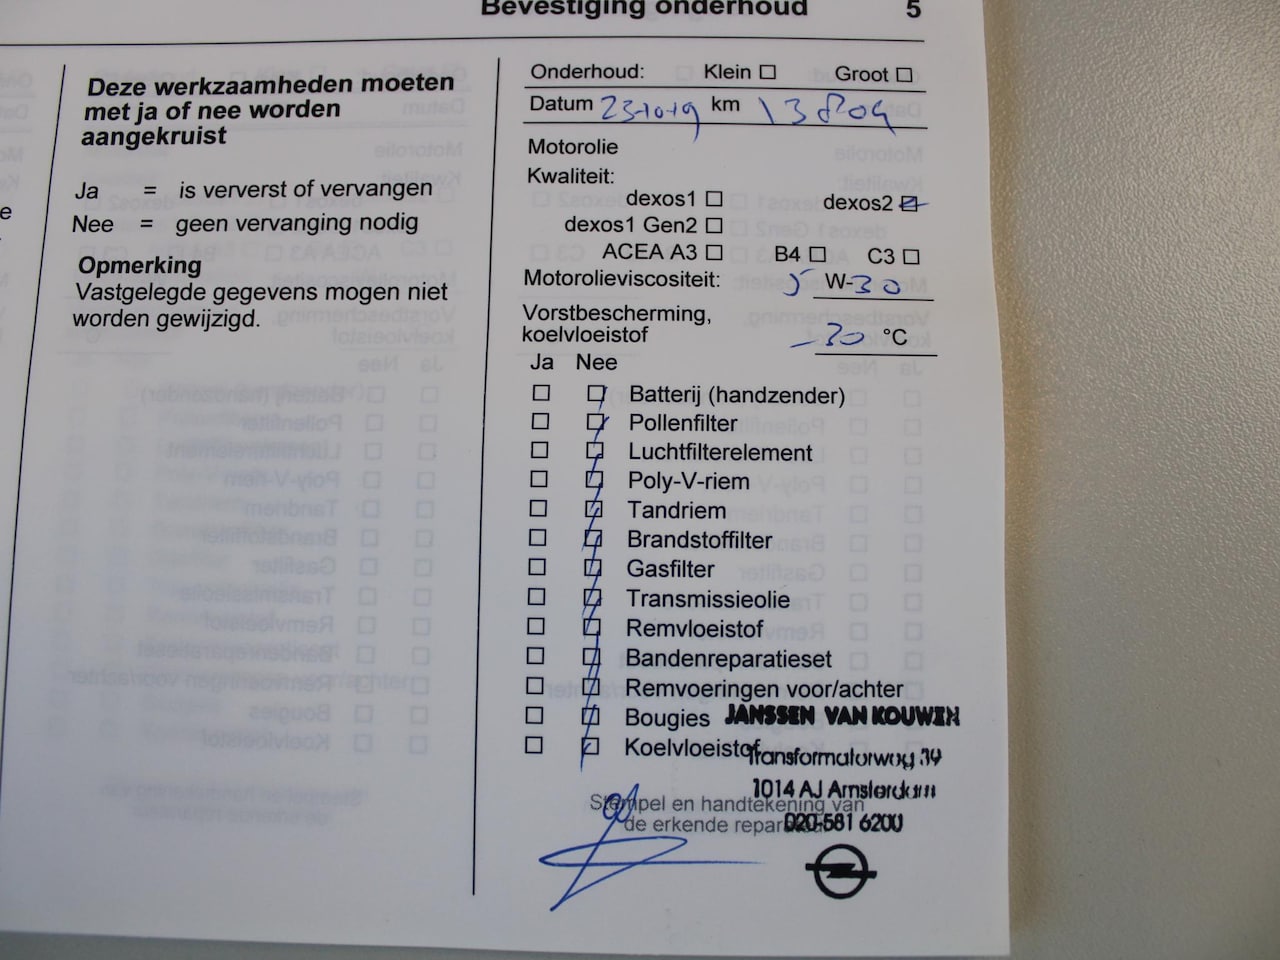 Bevestiging onderhoud 5
Deze werkzaamheden moeten
met ja of nee worden
aangekruist
Ja = is ververst of vervangen
Nee = geen vervanging nodig
Opmerking
Vastgelegde gegevens mogen niet
worden gewijzigd.
Onderhoud: Klein Groot
Datum 23-10-19 km 13809
Motorolie
Kwaliteit:
dexos1 dexos2
dexos1 Gen2
ACEA A3 B4 C3
Motorolieviscositeit: 5 W-30
Vorstbescherming,
koelvloeistof -30 °C
Ja Nee
Batterij (handzender)
Pollenfilter
Luchtfilterelement
Poly-V-riem
Tandriem
Brandstoffilter
Gasfilter
Transmissieolie
Remvloeistof
Bandenreparatieset
Remvoeringen voor/achter
Bougies
Koelvloeistof
JANSSEN VAN KOUWEN
Transformatorweg 39
1014 AJ Amsterdam
020-581 6200
Stempel en handtekening van
de erkende reparateur